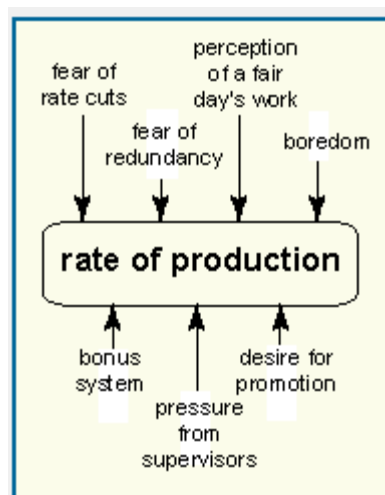 fear of
rate cuts
fear of
redundancy
perception
of a fair
day's work
boredom
rate of production
bonus
system
pressure
from
supervisors
desire for
promotion